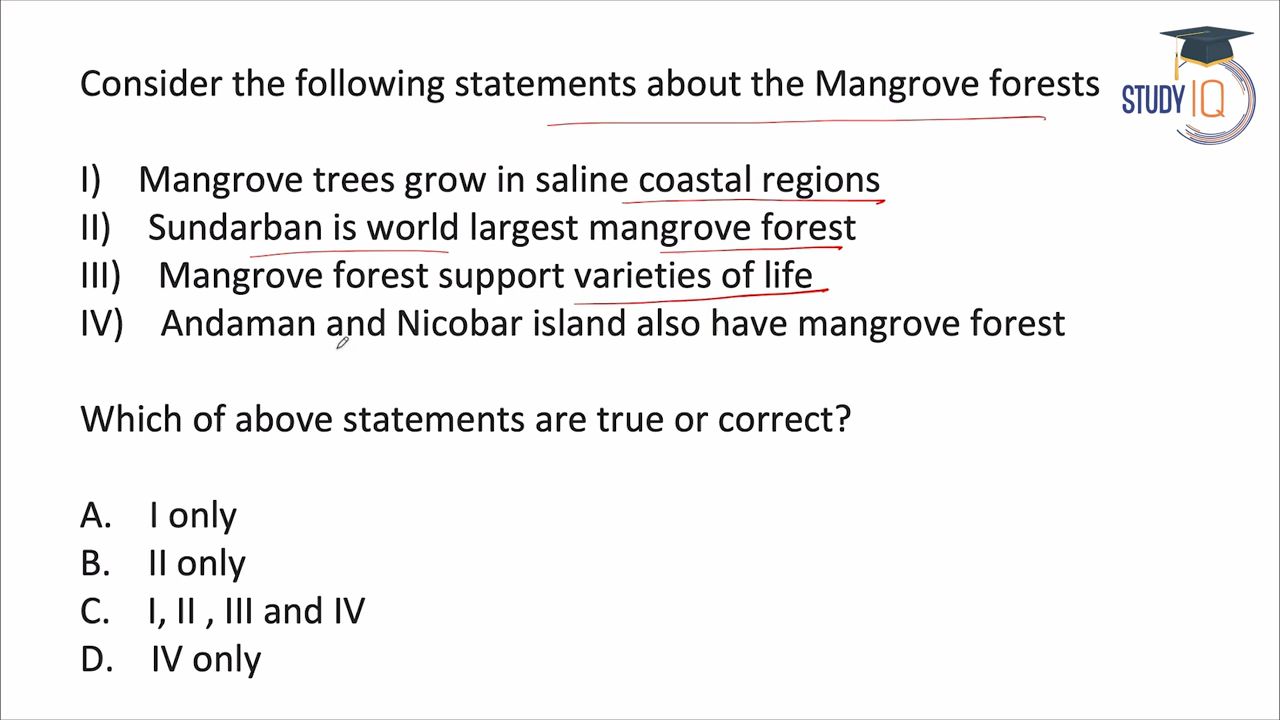 Consider the following statements about the Mangrove forests
STUDY IQ
I) Mangrove trees grow in saline coastal regions
II) Sundarban is world largest mangrove forest
III) Mangrove forest support varieties of life
IV) Andaman and Nicobar island also have mangrove forest
Which of above statements are true or correct?
A. I only
B. II only
C. I, II , III and IV
D. IV only